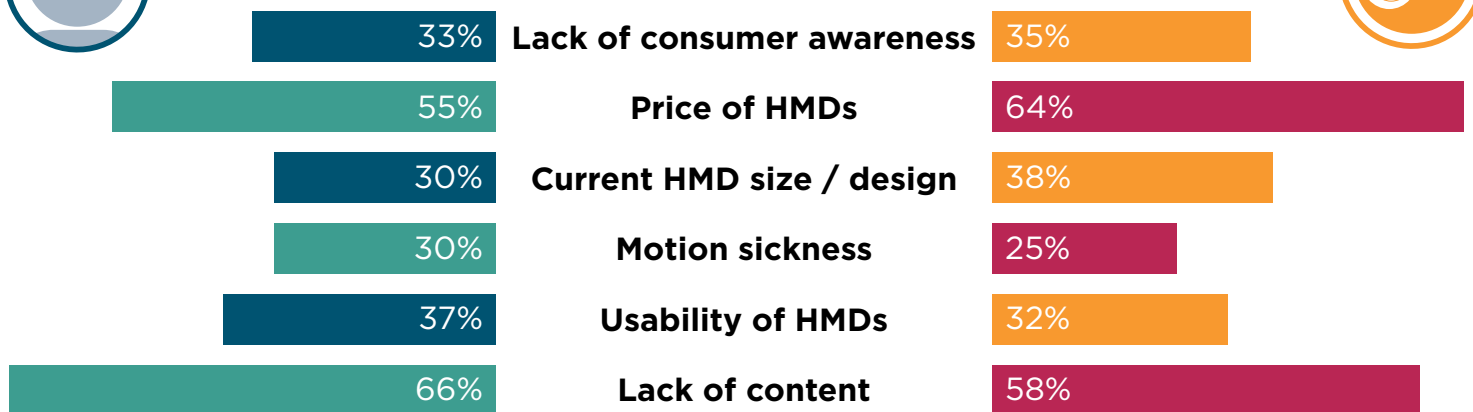 33% Lack of consumer awareness 35%
55% Price of HMDs 64%
30% Current HMD size / design 38%
30% Motion sickness 25%
37% Usability of HMDs 32%
66% Lack of content 58%